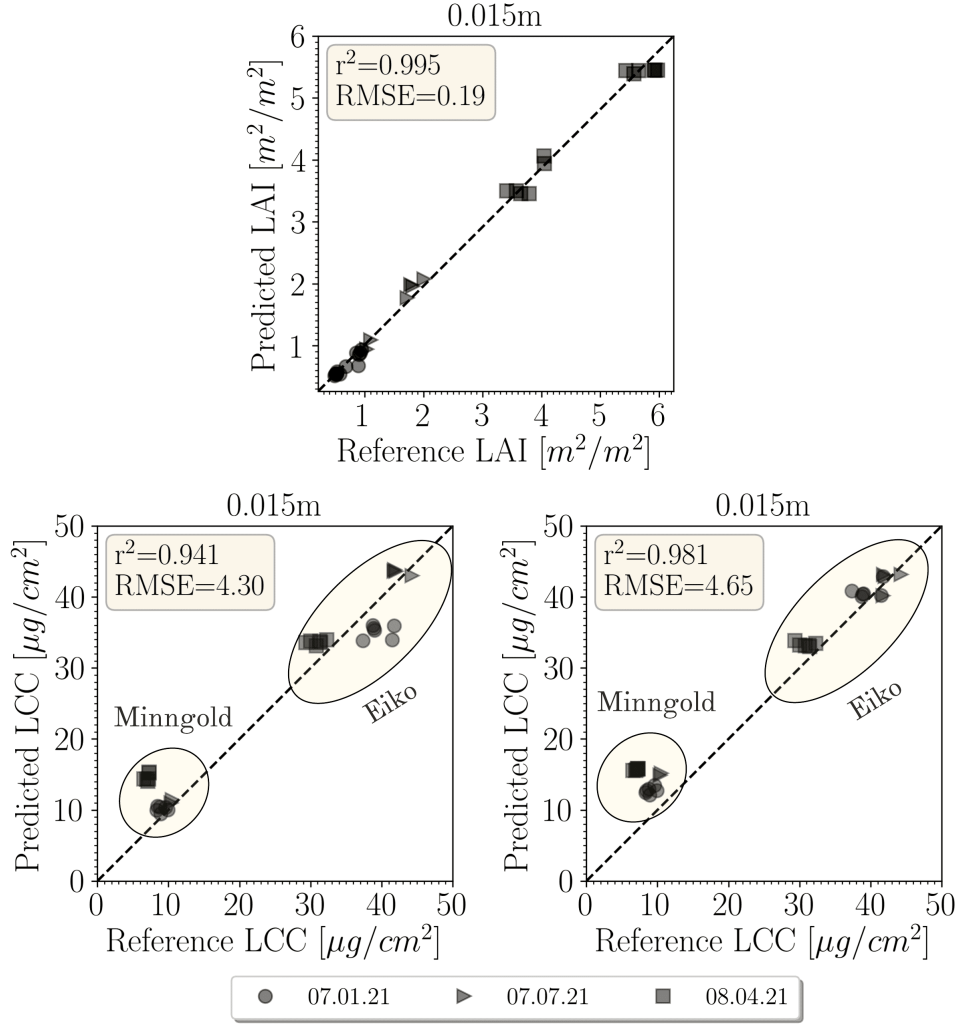 0.015m
r²=0.995
RMSE=0.19
Predicted LAI [m²/m²]
6
5
4
3
2
1
1 2 3 4 5 6
Reference LAI [m²/m²]
0.015m
r²=0.941
RMSE=4.30
Minngold
Eiko
Predicted LCC [μg/cm²]
50
40
30
20
10
0
0 10 20 30 40 50
Reference LCC [μg/cm²]
0.015m
r²=0.981
RMSE=4.65
Minngold
Eiko
Predicted LCC [μg/cm²]
50
40
30
20
10
0
0 10 20 30 40 50
Reference LCC [μg/cm²]
07.01.21 07.07.21 08.04.21